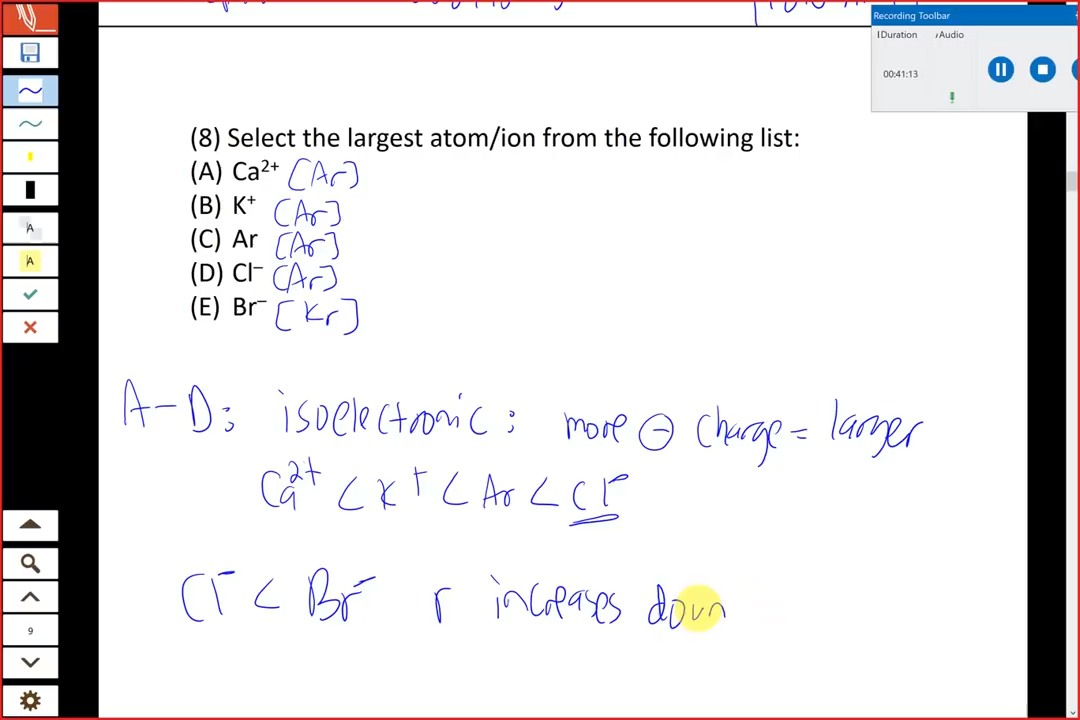 Recording Toolbar
Duration Audio
00:41:13
(8) Select the largest atom/ion from the following list:
(A) Ca²⁺ [Ar]
(B) K⁺ [Ar]
(C) Ar [Ar]
(D) Cl⁻ [Ar]
(E) Br⁻ [Kr]
A-D: isoelectronic: more ⊖ charge = larger
Ca²⁺ < K⁺ < Ar < Cl⁻
Cl⁻ < Br⁻ r increases down
9